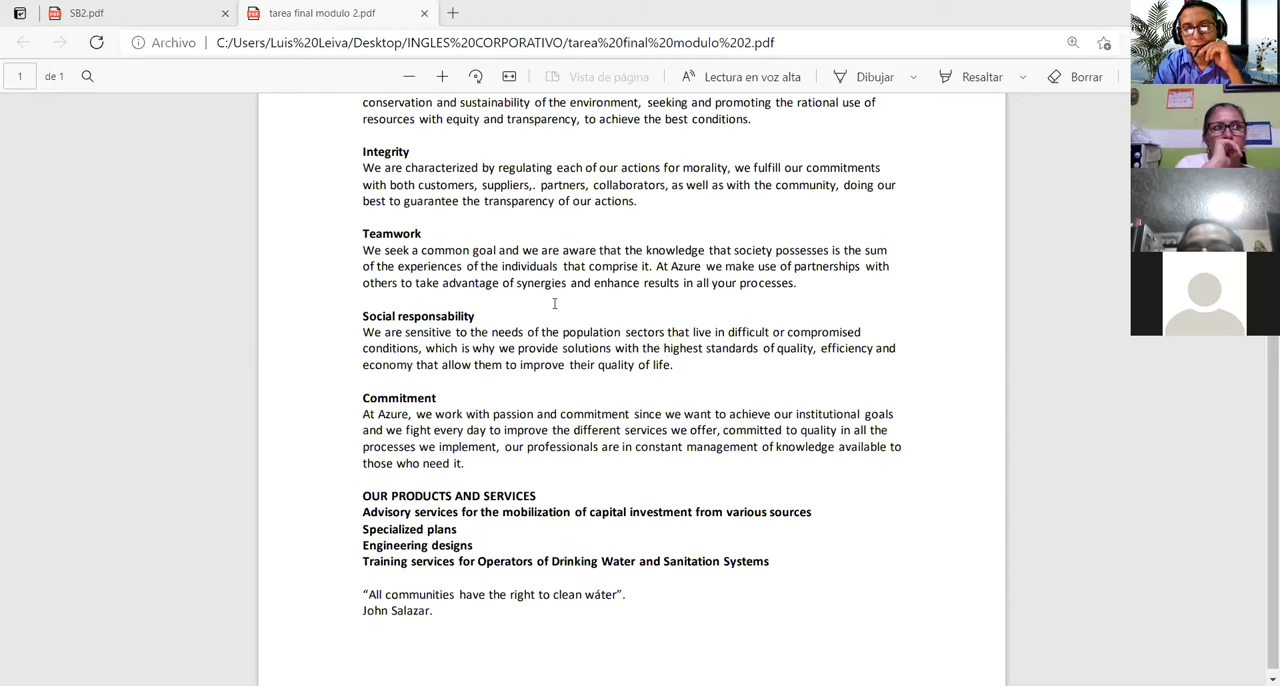 SB2.pdf
tarea final modulo 2.pdf
Archivo C:/Users/Luis%20Leiva/Desktop/INGLES%20CORPORATIVO/tarea%20final%20modulo%202.pdf
1 de 1 Vista de página Lectura en voz alta Dibujar Resaltar Borrar
conservation and sustainability of the environment, seeking and promoting the rational use of
resources with equity and transparency, to achieve the best conditions.
Integrity
We are characterized by regulating each of our actions for morality, we fulfill our commitments
with both customers, suppliers,. partners, collaborators, as well as with the community, doing our
best to guarantee the transparency of our actions.
Teamwork
We seek a common goal and we are aware that the knowledge that society possesses is the sum
of the experiences of the individuals that comprise it. At Azure we make use of partnerships with
others to take advantage of synergies and enhance results in all your processes.
Social responsability
We are sensitive to the needs of the population sectors that live in difficult or compromised
conditions, which is why we provide solutions with the highest standards of quality, efficiency and
economy that allow them to improve their quality of life.
Commitment
At Azure, we work with passion and commitment since we want to achieve our institutional goals
and we fight every day to improve the different services we offer, committed to quality in all the
processes we implement, our professionals are in constant management of knowledge available to
those who need it.
OUR PRODUCTS AND SERVICES
Advisory services for the mobilization of capital investment from various sources
Specialized plans
Engineering designs
Training services for Operators of Drinking Water and Sanitation Systems
“All communities have the right to clean wáter”.
John Salazar.